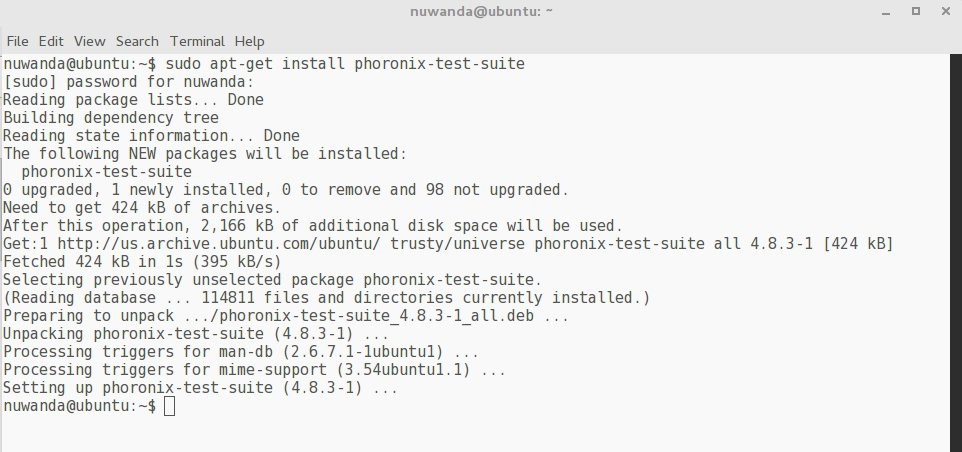 nuwanda@ubuntu: ~
File Edit View Search Terminal Help
nuwanda@ubuntu:~$ sudo apt-get install phoronix-test-suite
[sudo] password for nuwanda:
Reading package lists... Done
Building dependency tree
Reading state information... Done
The following NEW packages will be installed:
  phoronix-test-suite
0 upgraded, 1 newly installed, 0 to remove and 98 not upgraded.
Need to get 424 kB of archives.
After this operation, 2,166 kB of additional disk space will be used.
Get:1 http://us.archive.ubuntu.com/ubuntu/ trusty/universe phoronix-test-suite all 4.8.3-1 [424 kB]
Fetched 424 kB in 1s (395 kB/s)
Selecting previously unselected package phoronix-test-suite.
(Reading database ... 114811 files and directories currently installed.)
Preparing to unpack .../phoronix-test-suite_4.8.3-1_all.deb ...
Unpacking phoronix-test-suite (4.8.3-1) ...
Processing triggers for man-db (2.6.7.1-1ubuntu1) ...
Processing triggers for mime-support (3.54ubuntu1.1) ...
Setting up phoronix-test-suite (4.8.3-1) ...
nuwanda@ubuntu:~$